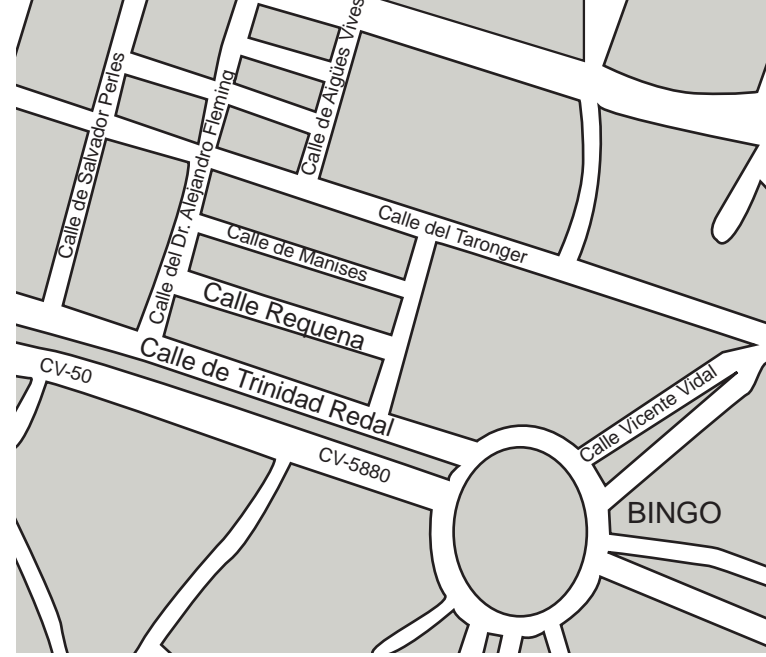 Calle de Salvador Perles
Calle del Dr. Alejandro Fleming
Calle de Aigües Vives
Calle del Taronger
Calle de Manises
Calle Requena
Calle de Trinidad Redal
CV-50
CV-5880
Calle Vicente Vidal
BINGO